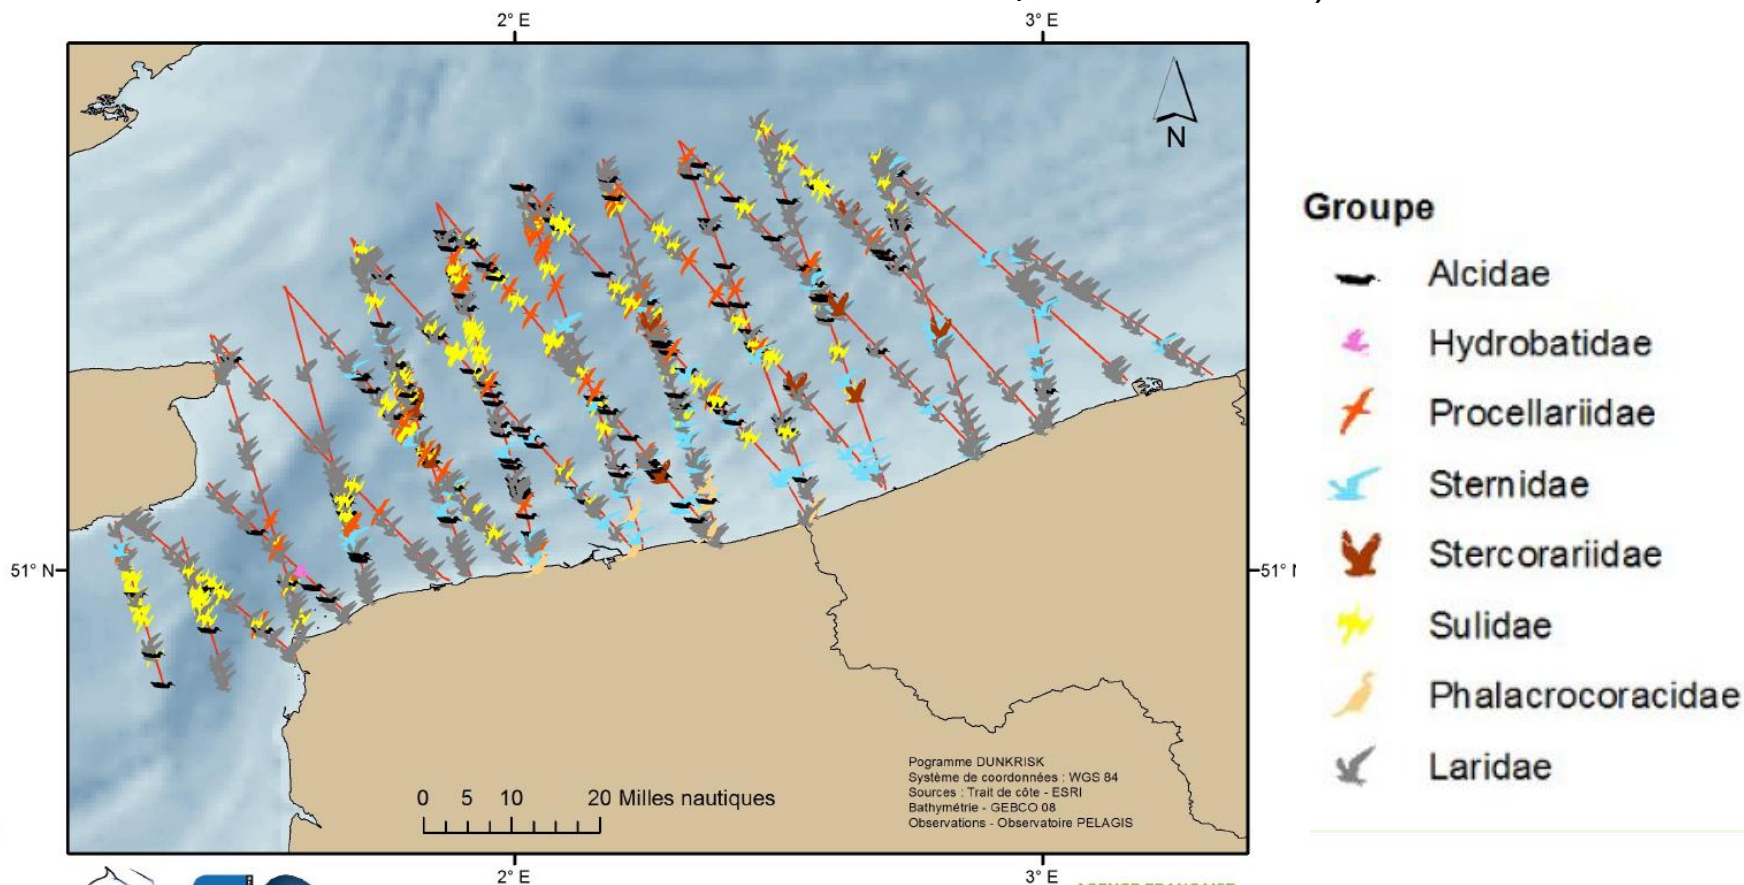 2° E
3° E
N
51° N
51° N
Groupe
Alcidae
Hydrobatidae
Procellariidae
Sternidae
Stercorariidae
Sulidae
Phalacrocoracidae
Laridae
0 5 10 20 Milles nautiques
Pogramme DUNKRISK
Système de coordonnées : WGS 84
Sources : Trait de côte - ESRI
Bathymétrie - GEBCO 08
Observations - Observatoire PELAGIS
2° E
3° E